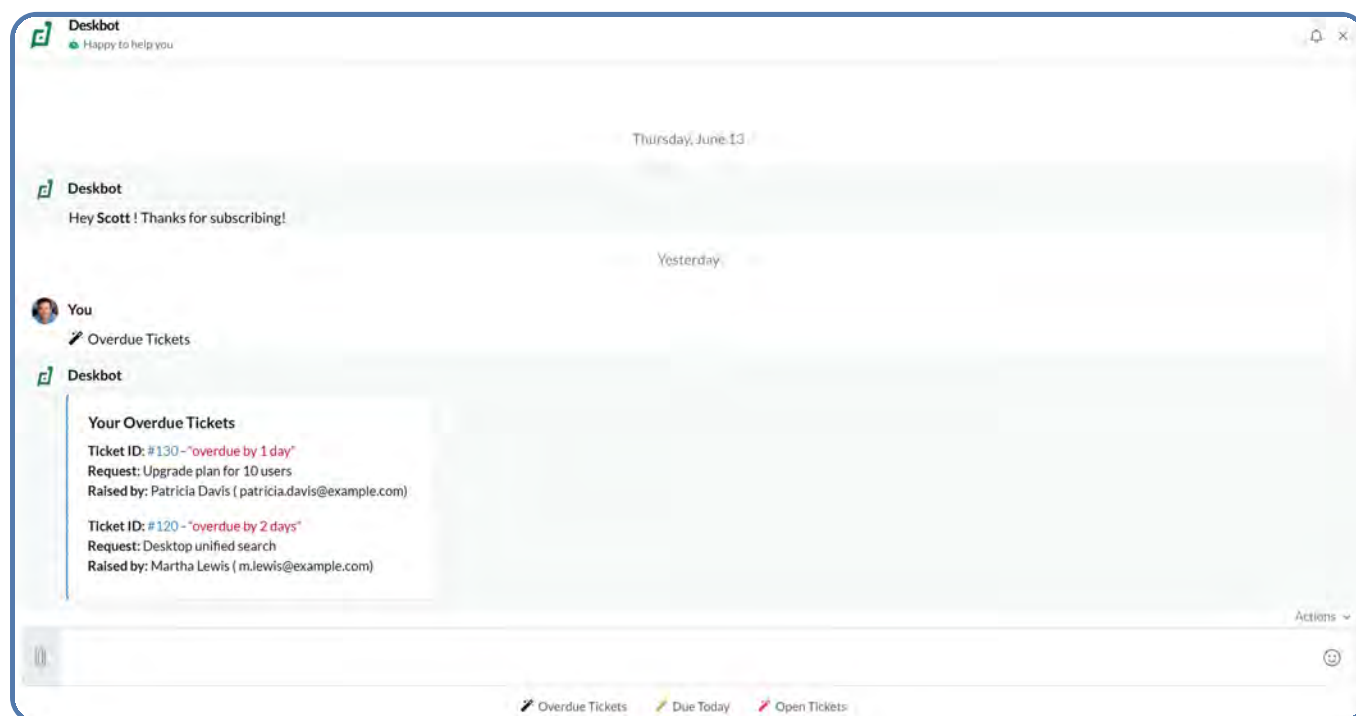 Deskbot
Happy to help you
Thursday, June 13
Deskbot
Hey Scott ! Thanks for subscribing!
Yesterday
You
Overdue Tickets
Deskbot
Your Overdue Tickets
Ticket ID: #130 - "overdue by 1 day"
Request: Upgrade plan for 10 users
Raised by: Patricia Davis ( patricia.davis@example.com)
Ticket ID: #120 - "overdue by 2 days"
Request: Desktop unified search
Raised by: Martha Lewis ( m.lewis@example.com)
Actions
Overdue Tickets Due Today Open Tickets